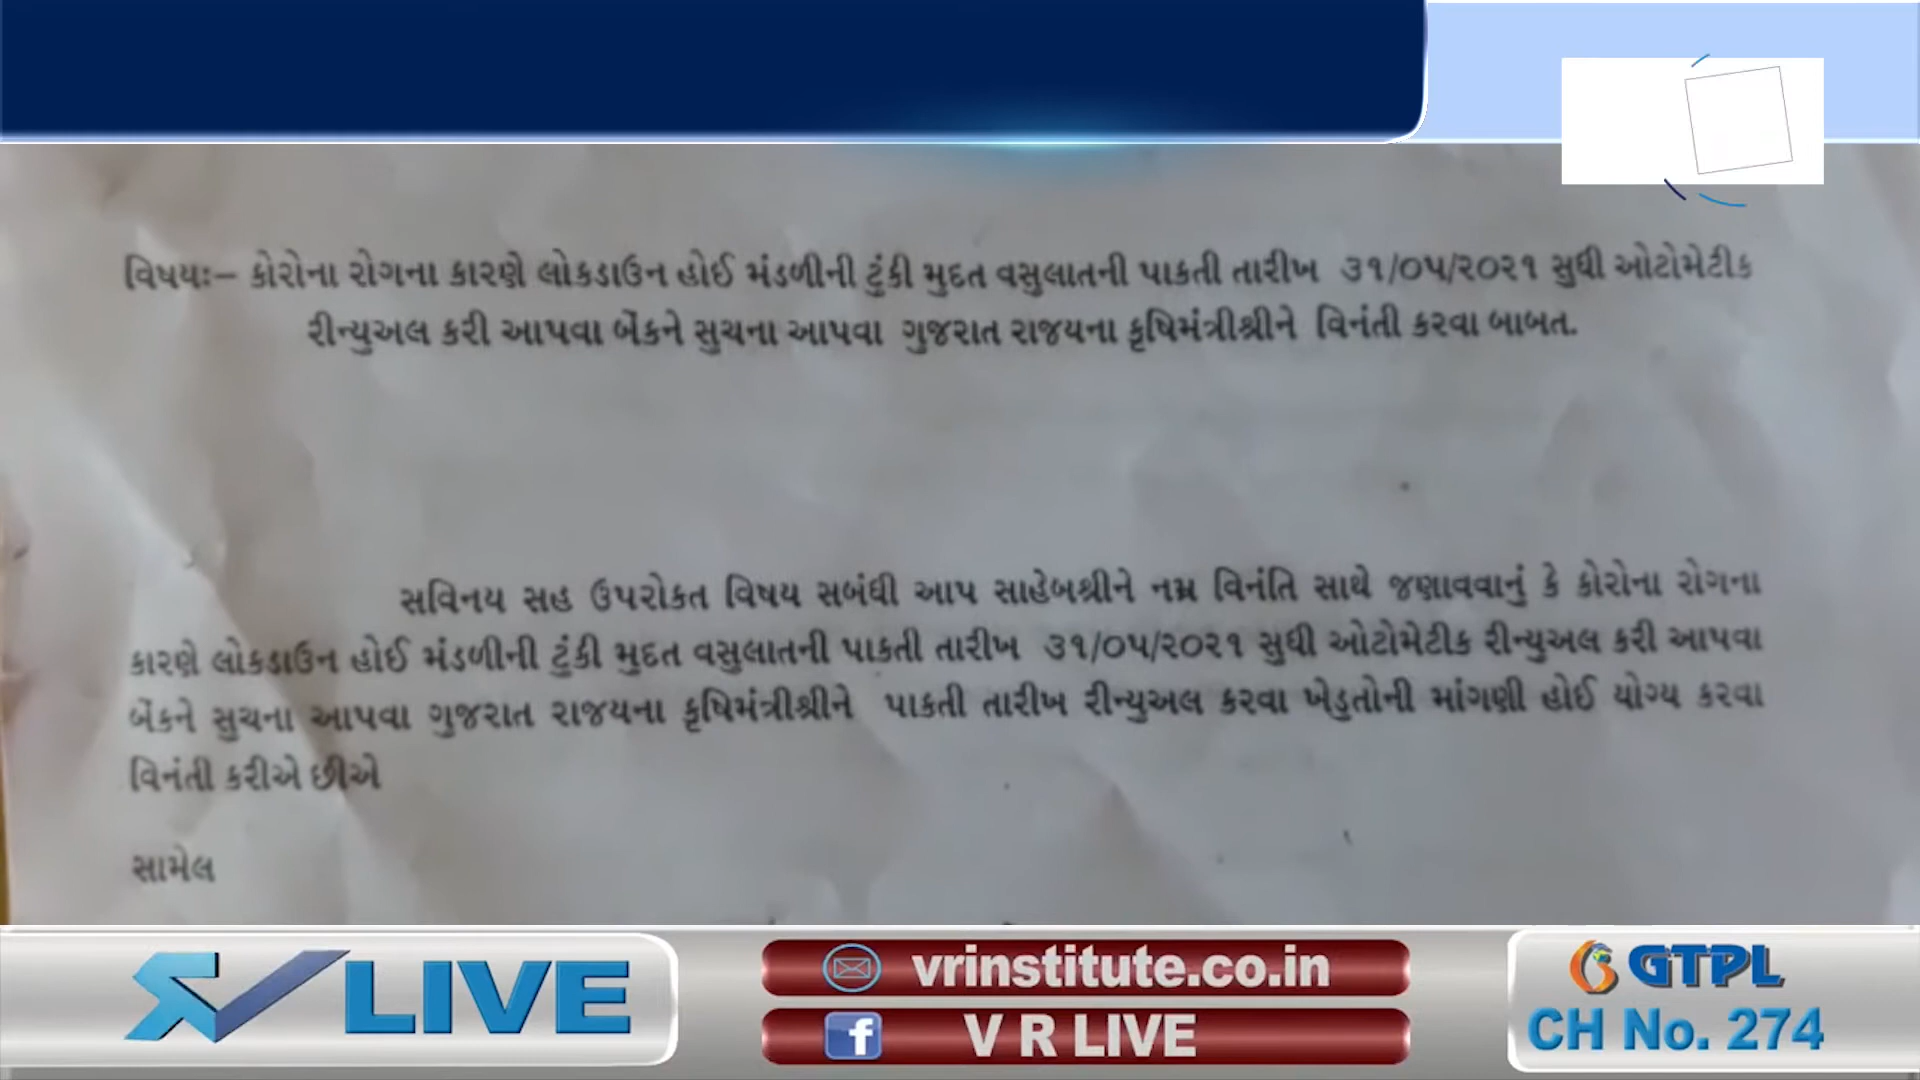 વિષયઃ– કોરોના રોગના કારણે લોકડાઉન હોઈ મંડળીની ટુંકી મુદત વસુલાતની પાકતી તારીખ ૩૧/૦૫/૨૦૨૧ સુધી ઓટોમેટીક
રીન્યુઅલ કરી આપવા બેંકને સુચના આપવા ગુજરાત રાજયના કૃષિમંત્રીશ્રીને વિનંતી કરવા બાબત.
સવિનય સહ ઉપરોકત વિષય સબંધી આપ સાહેબશ્રીને નમ્ર વિનંતિ સાથે જણાવવાનું કે કોરોના રોગના
કારણે લોકડાઉન હોઈ મંડળીની ટુંકી મુદત વસુલાતની પાકતી તારીખ ૩૧/૦૫/૨૦૨૧ સુધી ઓટોમેટીક રીન્યુઅલ કરી આપવા
બેંકને સુચના આપવા ગુજરાત રાજયના કૃષિમંત્રીશ્રીને પાકતી તારીખ રીન્યુઅલ કરવા ખેડુતોની માંગણી હોઈ યોગ્ય કરવા
વિનંતી કરીએ છીએ
સામેલ
LIVE
vrinstitute.co.in
V R LIVE
GTPL
CH No. 274